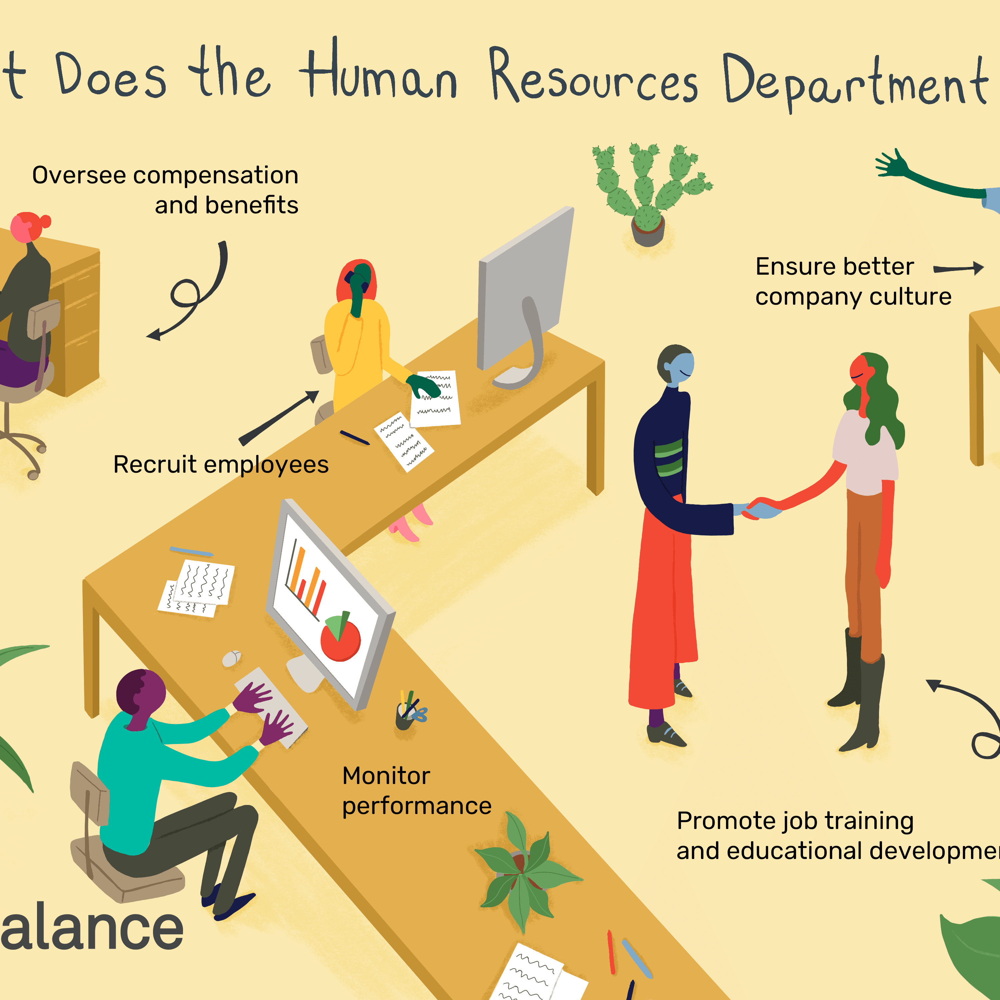 t Does the Human Resources Department
Oversee compensation
and benefits
Ensure better
company culture
Recruit employees
Monitor
performance
Promote job training
and educational developme
alance